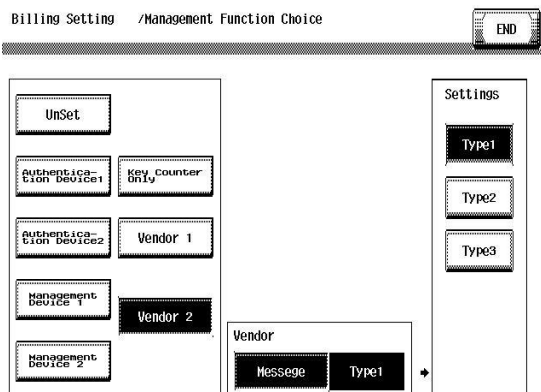 Billing Setting /Management Function Choice
END
UnSet
Authentica-
tion Device1
Key Counter
Only
Authentica-
tion Device2
Vendor 1
Management
Device 1
Vendor 2
Management
Device 2
Vendor
Messege
Type1
Settings
Type1
Type2
Type3